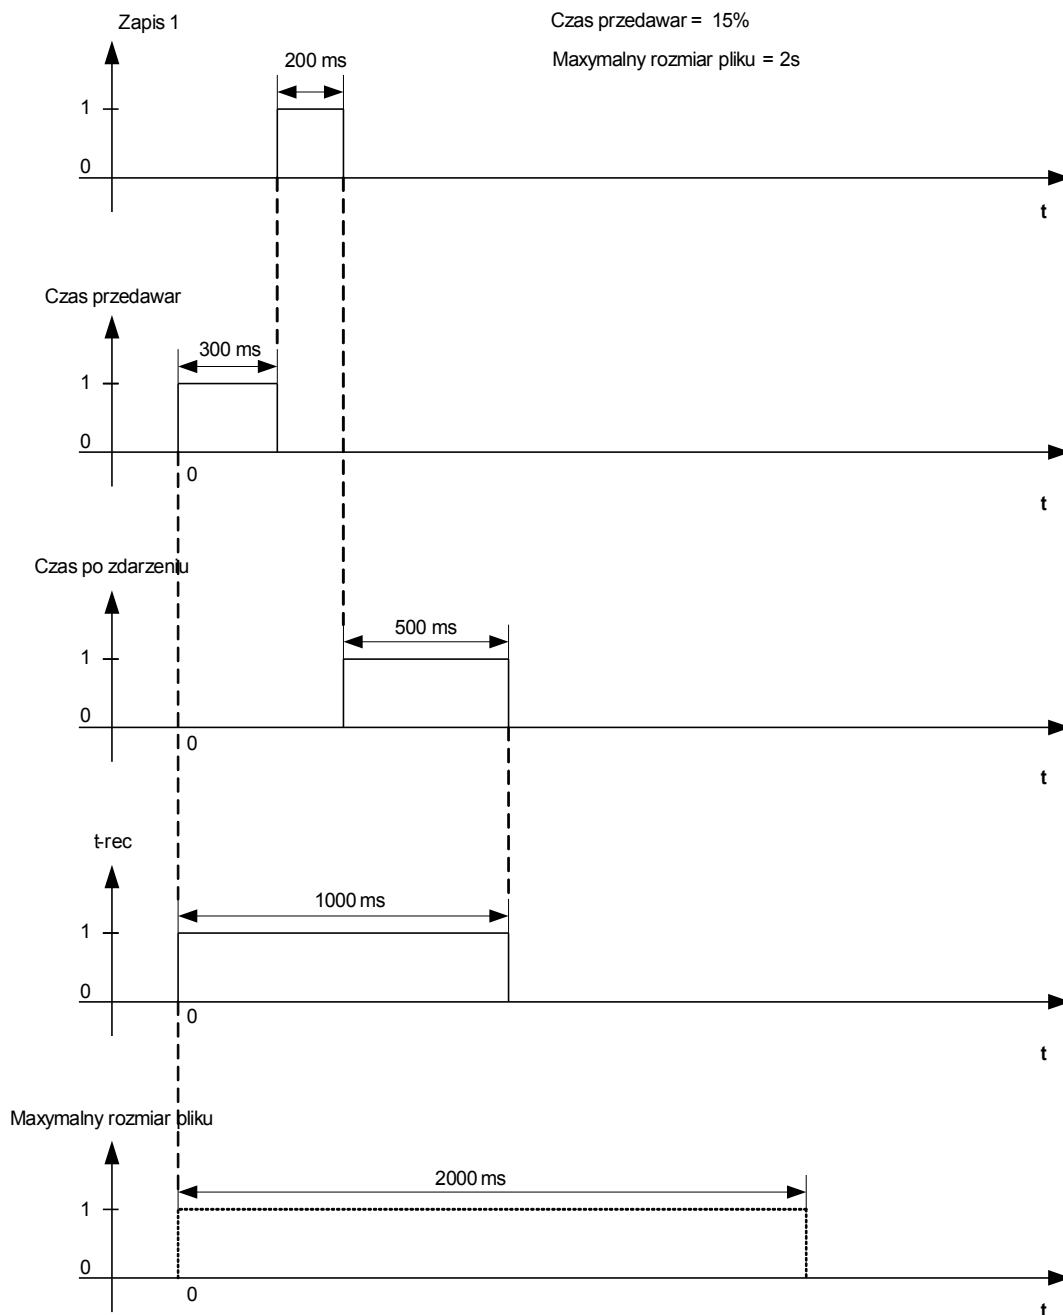 Zapis 1
Czas przedawar = 15%
Maxymalny rozmiar pliku = 2s
200 ms
1
0
t
Czas przedawar
300 ms
1
0
0
t
Czas po zdarzeniu
500 ms
1
0
0
t
t-rec
1000 ms
1
0
0
t
Maxymalny rozmiar pliku
2000 ms
1
0
0
t